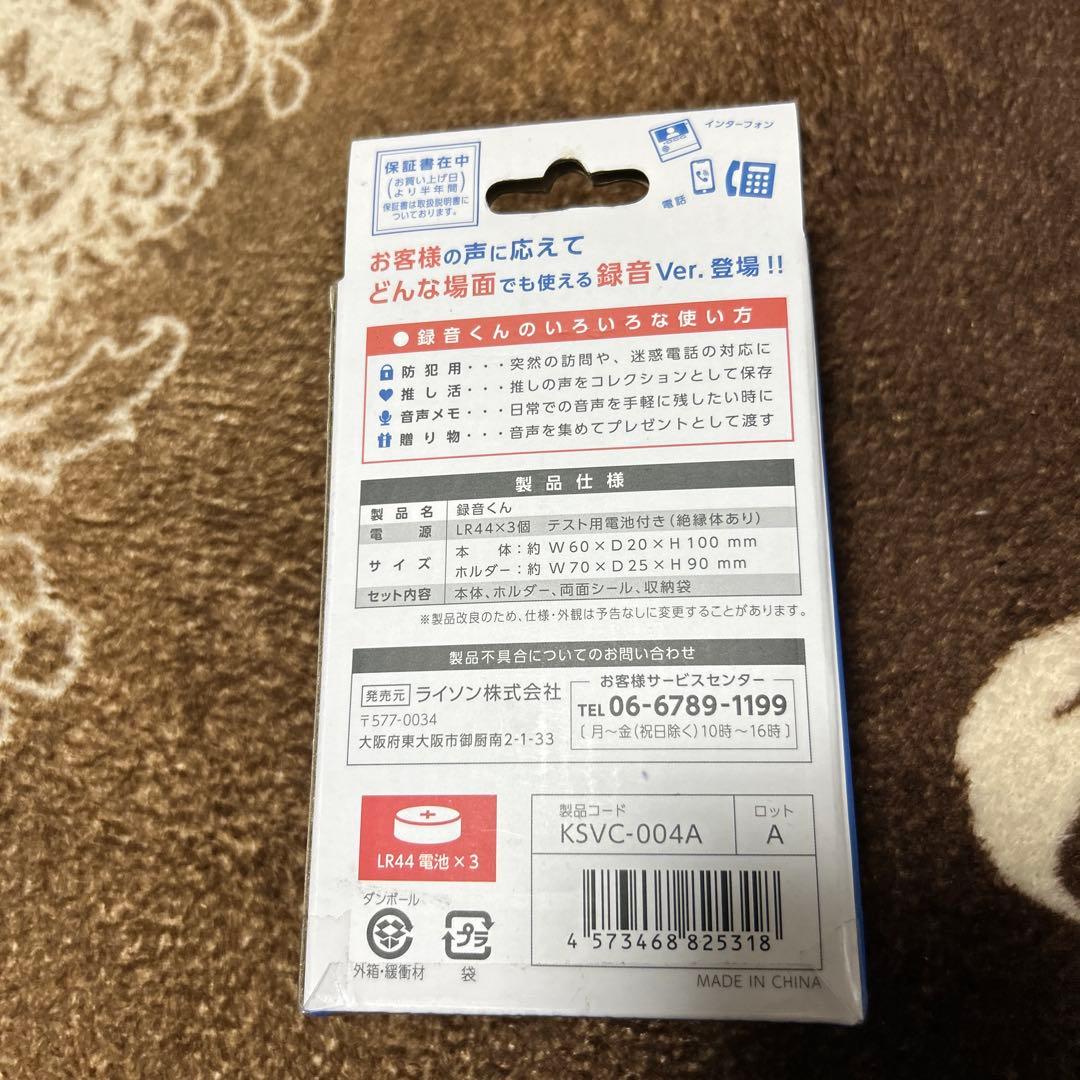 保証書在中
(お買い上げ日
より半年間)
保証書は取扱説明書に
ついております。
インターフォン
電話
お客様の声に応えて
どんな場面でも使える録音Ver.登場!!
●録音くんのいろいろな使い方
防犯用・・・突然の訪問や、迷惑電話の対応に
推し活・・・推しの声をコレクションとして保存
音声メモ・・・日常での音声を手軽に残したい時に
贈り物・・・音声を集めてプレゼントとして渡す
製品仕様
製品名 録音くん
電源 LR44×3個 テスト用電池付き(絶縁体あり)
サイズ 本体:約 W60×D20×H100 mm
ホルダー:約 W70×D25×H90 mm
セット内容 本体、ホルダー、両面シール、収納袋
※製品改良のため、仕様・外観は予告なしに変更することがあります。
製品不具合についてのお問い合わせ
発売元 ライソン株式会社
〒577-0034
大阪府東大阪市御厨南2-1-33
お客様サービスセンター
TEL 06-6789-1199
[月〜金(祝日除く)10時〜16時]
LR44 電池×3
製品コード
KSVC-004A
ロット
A
ダンボール
外箱・緩衝材
プラ
袋
4 573468 825318
MADE IN CHINA